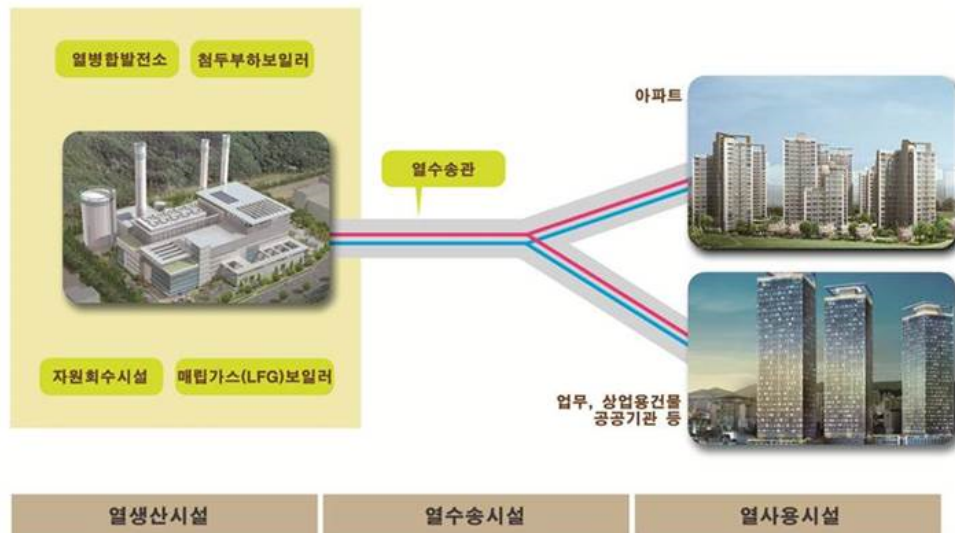 열병합발전소
첨두부하보일러
아파트
열수송관
자원회수시설
매립가스(LFG)보일러
업무, 상업용건물
공공기관 등
열생산시설
열수송시설
열사용시설